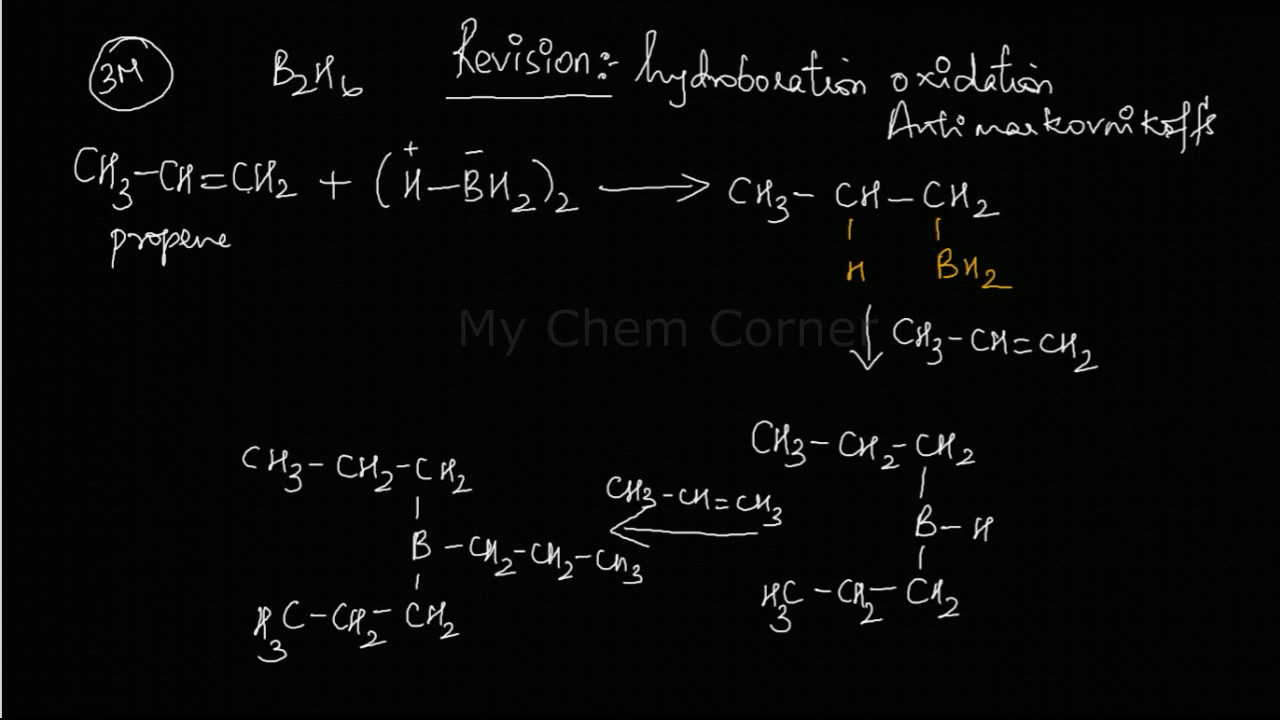 3M B₂H₆ Revision:- hydroboration oxidation
Antimarkovnikoffs
CH₃-CH=CH₂ + (H⁺-B⁻H₂)₂ ⟶ CH₃-CH-CH₂
propene
H BH₂
My Chem Corner
↓ CH₃-CH=CH₂
CH₃-CH₂-CH₂
CH₃-CH₂-CH₂
CH₃-CH=CH₃
⟵
B-H
B-CH₂-CH₂-CH₃
H₃C-CH₂-CH₂
H₃C-CH₂-CH₂